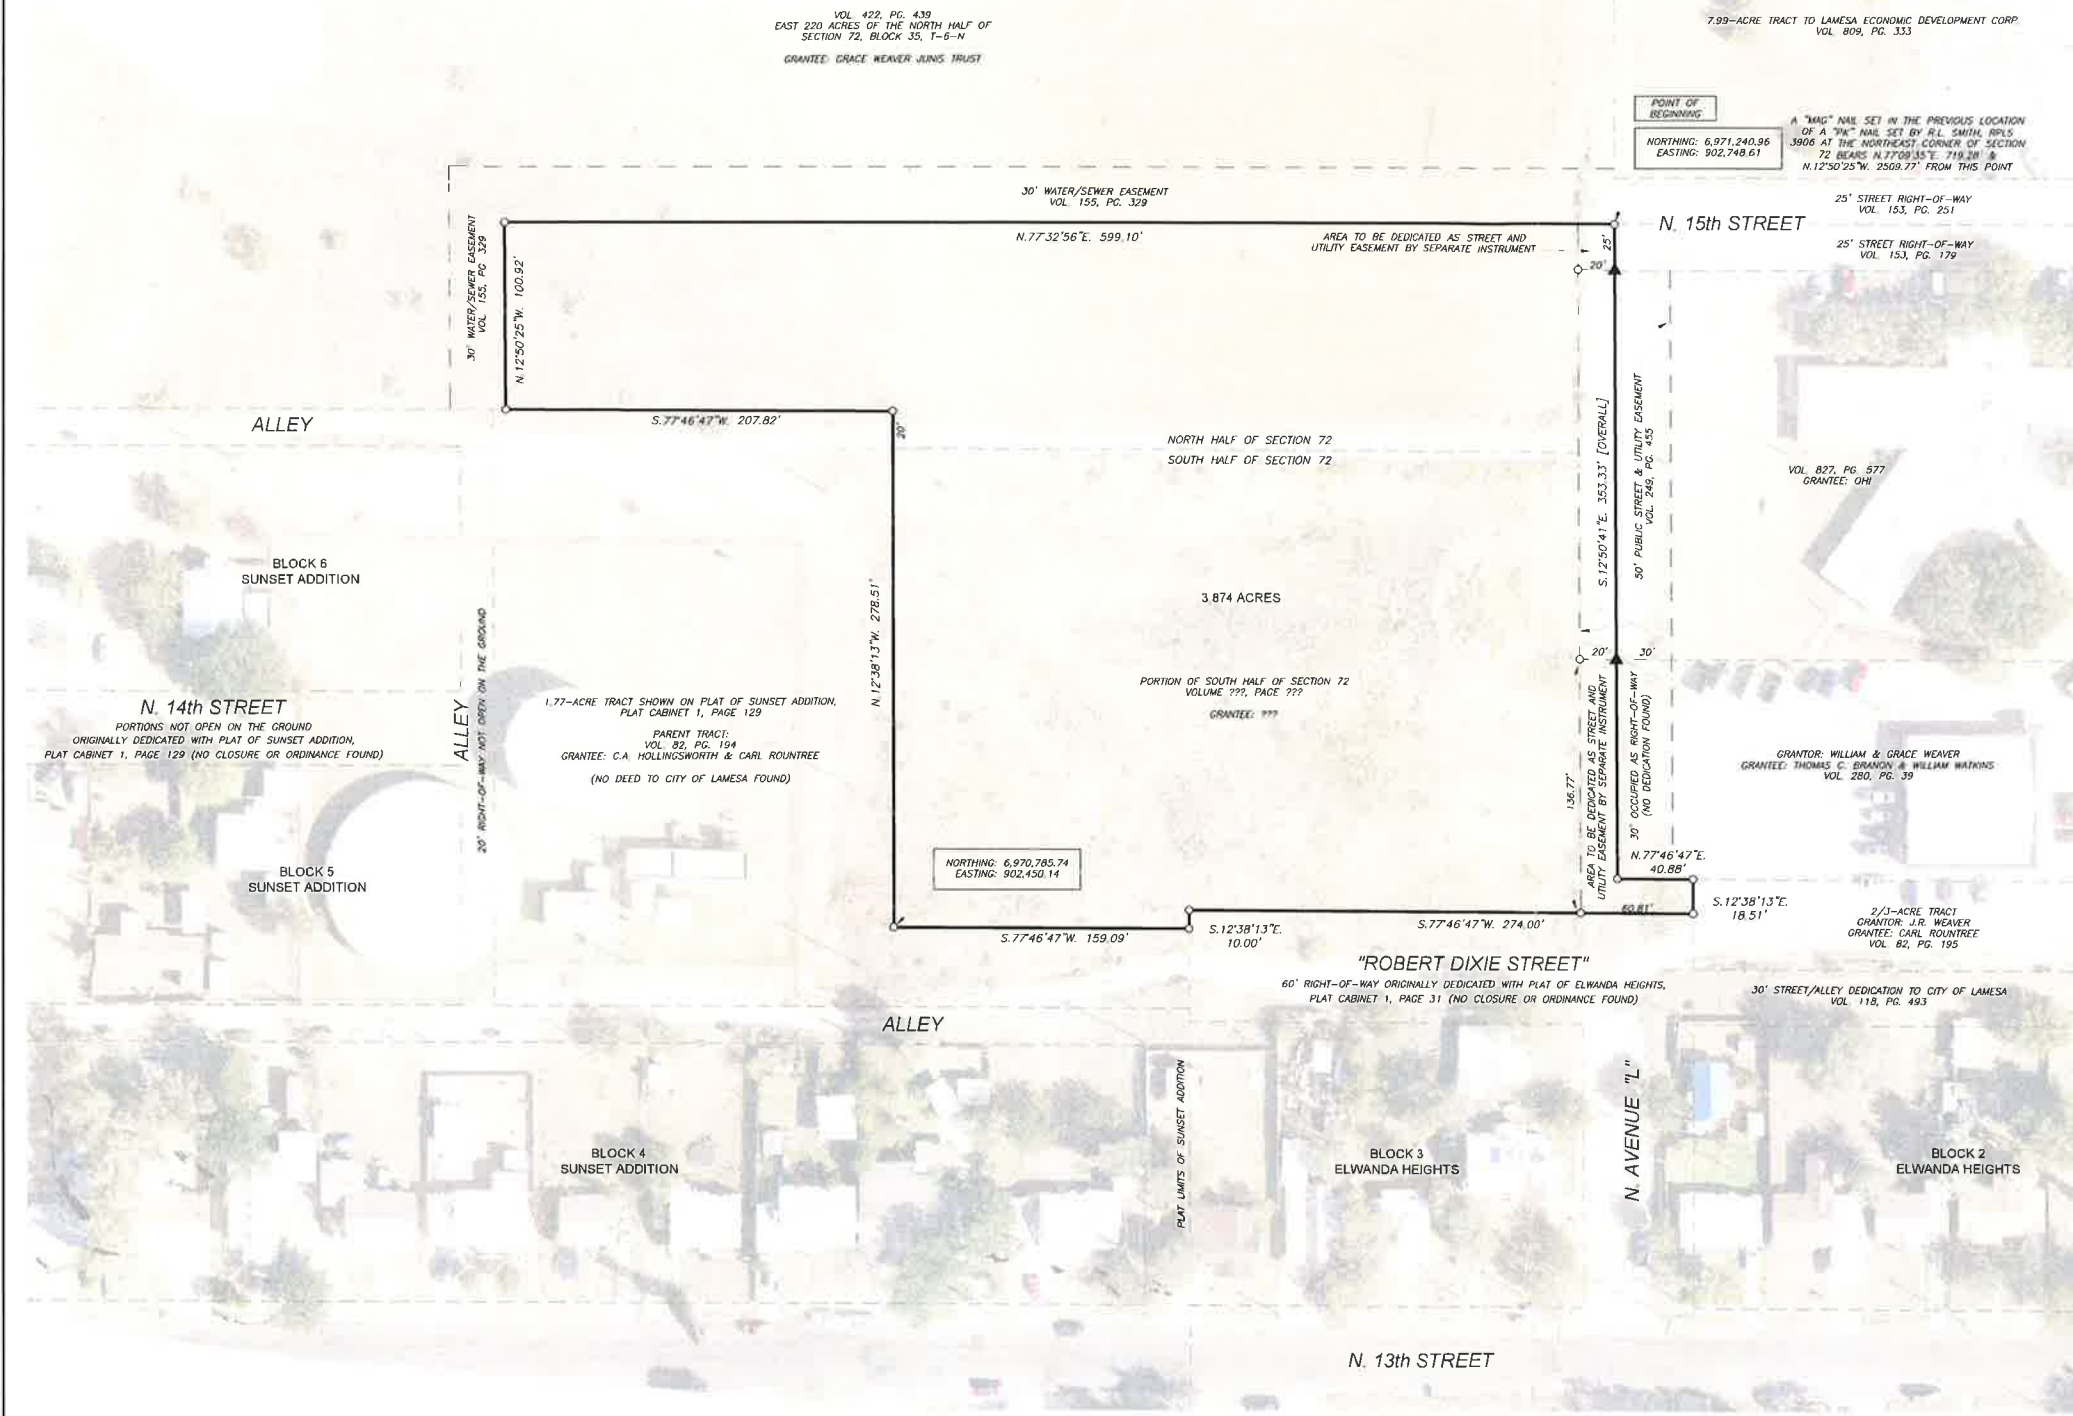 VOL. 422, PG. 439
EAST 220 ACRES OF THE NORTH HALF OF
SECTION 72, BLOCK 35, T-6-N
GRANTEE: GRACE WEAVER JUNIS TRUST
7.99-ACRE TRACT TO LAMESA ECONOMIC DEVELOPMENT CORP.
VOL. 809, PG. 333
POINT OF
BEGINNING
NORTHING: 6,971,240.96
EASTING: 902,748.61
A "MAG" NAIL SET IN THE PREVIOUS LOCATION
OF A "PK" NAIL SET BY R.L. SMITH, RPLS
3906 AT THE NORTHEAST CORNER OF SECTION
72 BEARS N.77°09'35"E. 719.28' &
N.12°50'25"W. 2509.77' FROM THIS POINT
30' WATER/SEWER EASEMENT
VOL. 155, PG. 329
25' STREET RIGHT-OF-WAY
VOL. 153, PG. 251
N. 15th STREET
25' STREET RIGHT-OF-WAY
VOL. 153, PG. 179
N.77°32'56"E. 599.10'
AREA TO BE DEDICATED AS STREET AND
UTILITY EASEMENT BY SEPARATE INSTRUMENT
25'
20'
30' WATER/SEWER EASEMENT
VOL. 155, PG. 329
N.12°50'25"W. 100.92'
ALLEY
S.77°46'47"W. 207.82'
20'
NORTH HALF OF SECTION 72
SOUTH HALF OF SECTION 72
S.12°50'41"E. 353.33' [OVERALL]
50' PUBLIC STREET & UTILITY EASEMENT
VOL. 249, PG. 455
VOL. 827, PG. 577
GRANTEE: OHI
BLOCK 6
SUNSET ADDITION
N.12°38'13"W. 278.51'
3.874 ACRES
20'
30'
N. 14th STREET
PORTIONS NOT OPEN ON THE GROUND
ORIGINALLY DEDICATED WITH PLAT OF SUNSET ADDITION,
PLAT CABINET 1, PAGE 129 (NO CLOSURE OR ORDINANCE FOUND)
ALLEY
20' RIGHT-OF-WAY NOT OPEN ON THE GROUND
1.77-ACRE TRACT SHOWN ON PLAT OF SUNSET ADDITION,
PLAT CABINET 1, PAGE 129
PARENT TRACT:
VOL. 82, PG. 194
GRANTEE: C.A. HOLLINGSWORTH & CARL ROUNTREE
(NO DEED TO CITY OF LAMESA FOUND)
PORTION OF SOUTH HALF OF SECTION 72
VOLUME ???, PAGE ???
GRANTEE: ???
136.77'
AREA TO BE DEDICATED AS STREET AND
UTILITY EASEMENT BY SEPARATE INSTRUMENT
30' OCCUPIED AS RIGHT-OF-WAY
(NO DEDICATION FOUND)
GRANTOR: WILLIAM & GRACE WEAVER
GRANTEE: THOMAS C. BRANON & WILLIAM WATKINS
VOL. 280, PG. 39
BLOCK 5
SUNSET ADDITION
NORTHING: 6,970,785.74
EASTING: 902,450.14
N.77°46'47"E.
40.88'
S.12°38'13"E.
18.51'
60.81'
S.77°46'47"W. 159.09'
S.12°38'13"E.
10.00'
S.77°46'47"W. 274.00'
2/3-ACRE TRACT
GRANTOR: J.R. WEAVER
GRANTEE: CARL ROUNTREE
VOL. 82, PG. 195
"ROBERT DIXIE STREET"
60' RIGHT-OF-WAY ORIGINALLY DEDICATED WITH PLAT OF ELWANDA HEIGHTS,
PLAT CABINET 1, PAGE 31 (NO CLOSURE OR ORDINANCE FOUND)
30' STREET/ALLEY DEDICATION TO CITY OF LAMESA
VOL. 118, PG. 493
ALLEY
PLAT LIMITS OF SUNSET ADDITION
N. AVENUE "L"
BLOCK 4
SUNSET ADDITION
BLOCK 3
ELWANDA HEIGHTS
BLOCK 2
ELWANDA HEIGHTS
N. 13th STREET